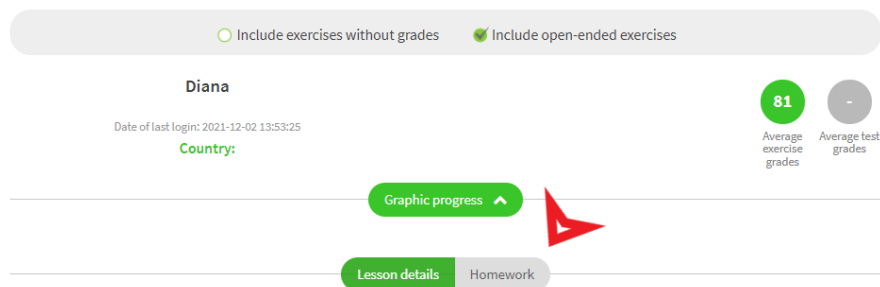 Include exercises without grades Include open-ended exercises
Diana
81 -
Date of last login: 2021-12-02 13:53:25
Average exercise grades
Average test grades
Country:
Graphic progress
Lesson details Homework